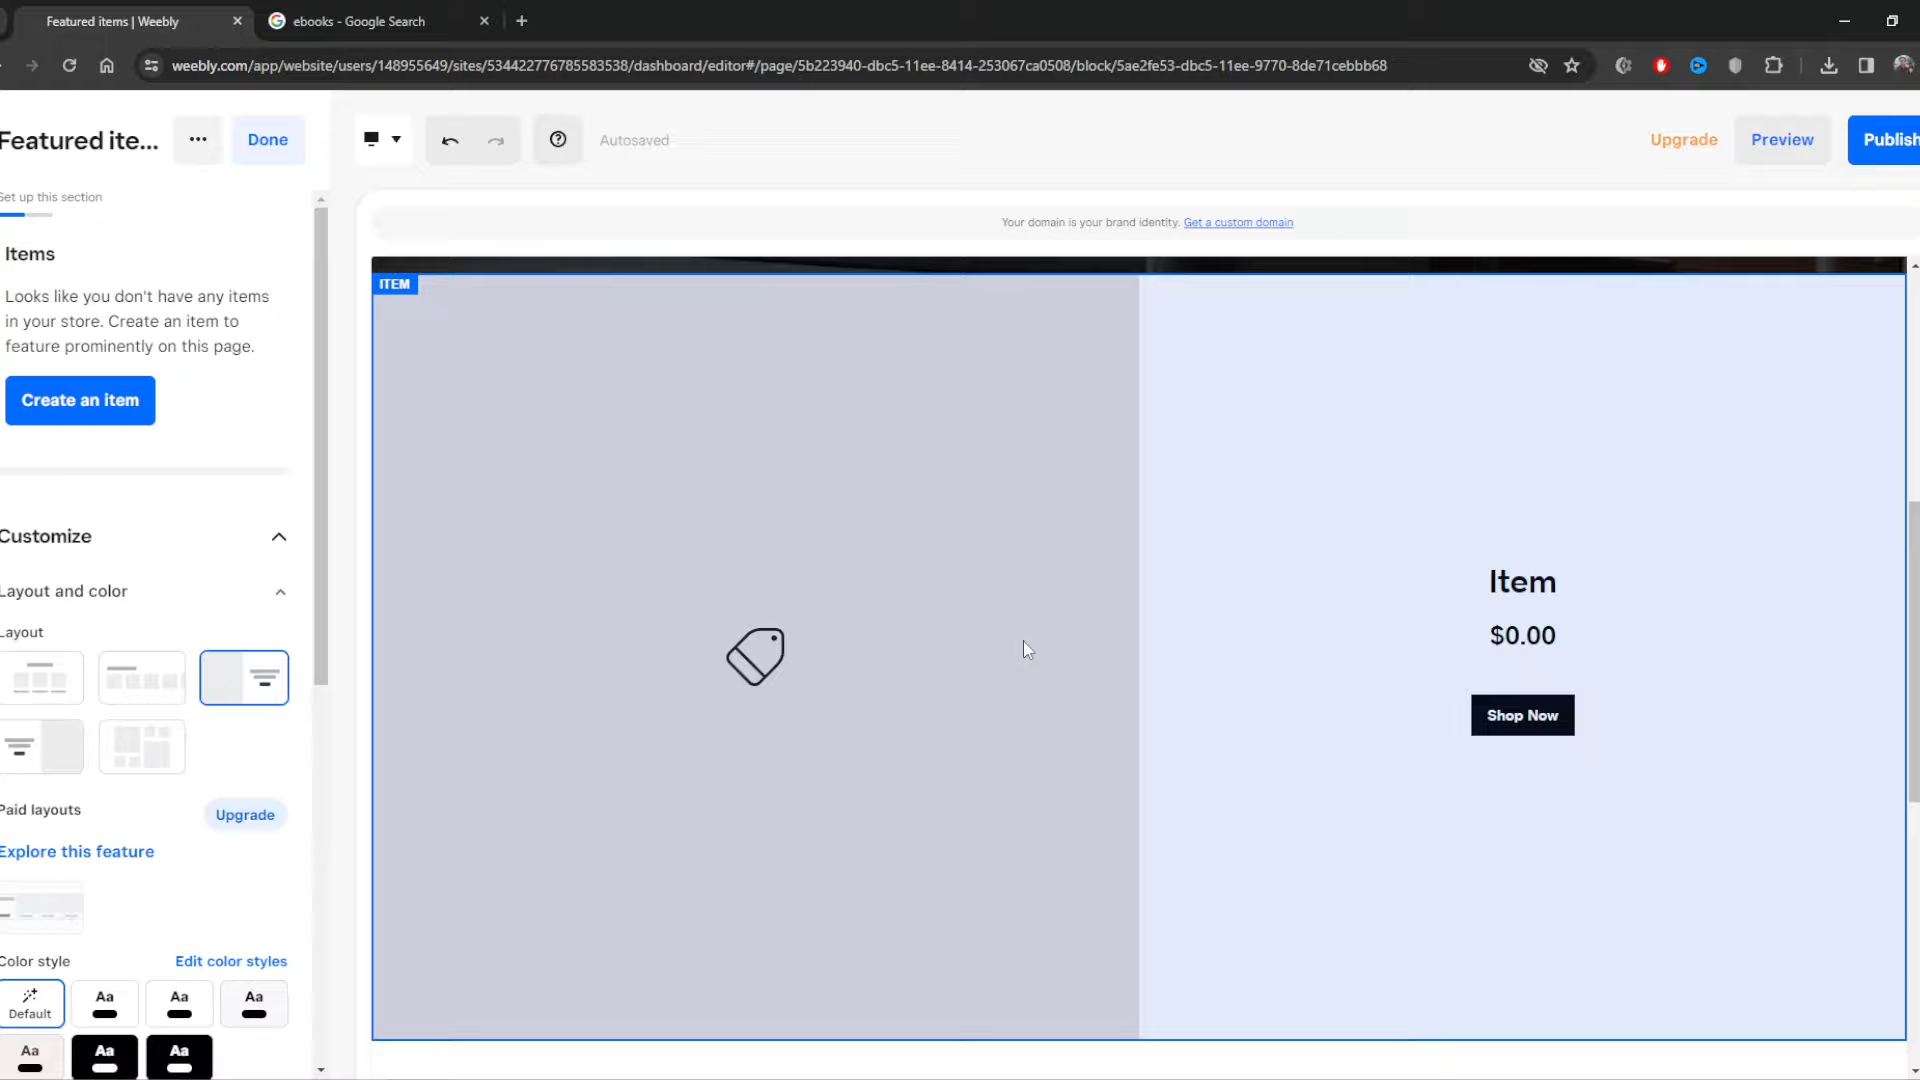 Featured items | Weebly
ebooks - Google Search
weebly.com/app/website/users/148955649/sites/534422776785583538/dashboard/editor#/page/5b223940-dbc5-11ee-8414-253067ca0508/block/5ae2fe53-dbc5-11ee-9770-8de71cebbb68
Featured ite...
Done
Autosaved
Upgrade
Preview
Publish
Set up this section
Your domain is your brand identity. Get a custom domain
Items
ITEM
Looks like you don't have any items
in your store. Create an item to
feature prominently on this page.
Create an item
Customize
Layout and color
Layout
Item
$0.00
Shop Now
Paid layouts
Upgrade
Explore this feature
Color style
Edit color styles
Default
Aa
Aa
Aa
Aa
Aa
Aa